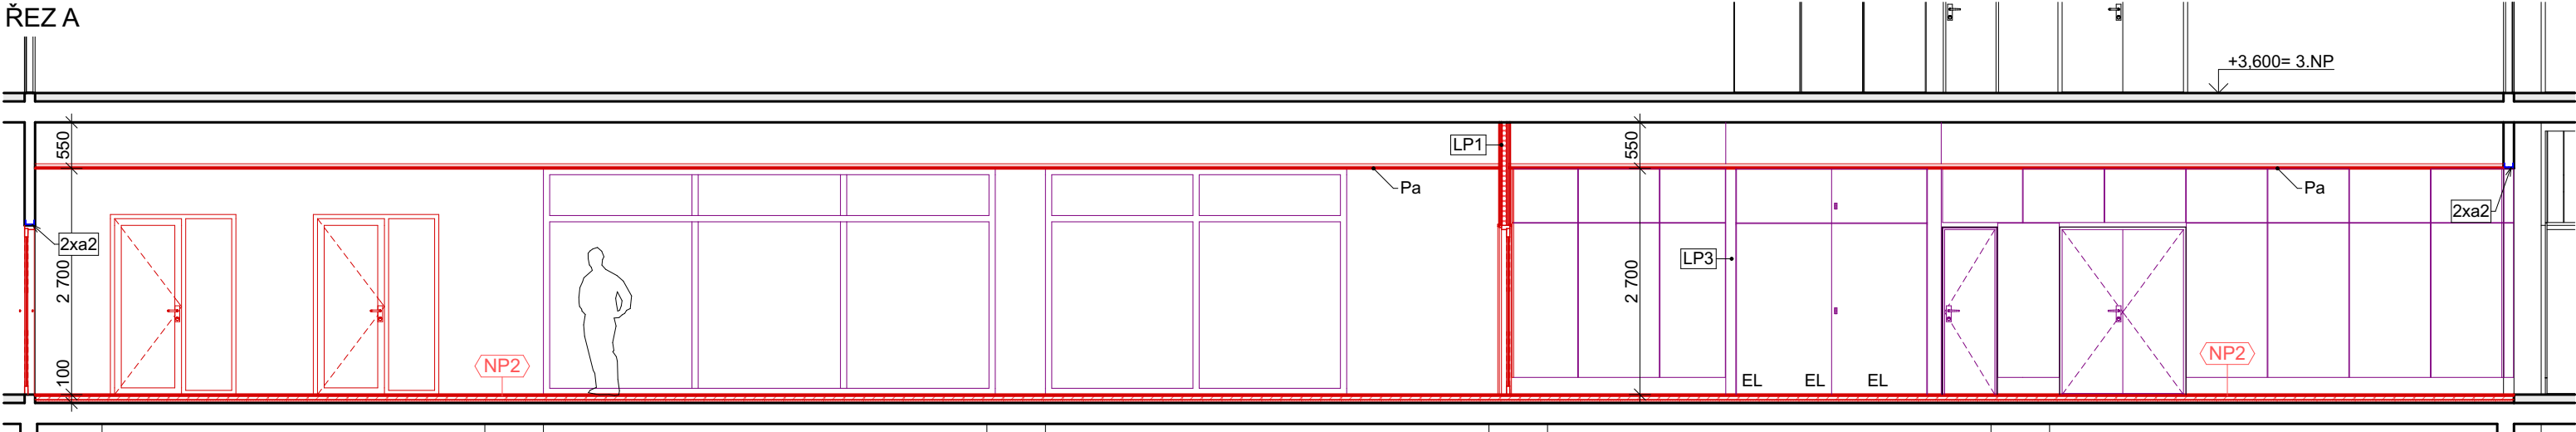 ŘEZ A
+3,600= 3.NP
550
LP1
550
Pa
Pa
2xa2
2xa2
2 700
LP3
2 700
NP2
NP2
100
EL
EL
EL